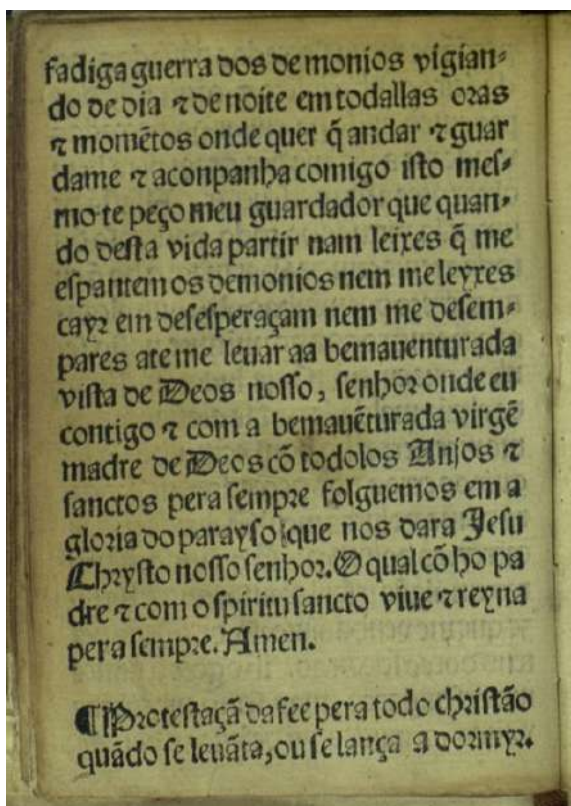 fadiga guerra dos demonios vigian-
do de dia ⁊ de noite em todallas oras
⁊ momẽtos onde quer q̃ andar ⁊ guar
dame ⁊ aconpanha comigo isto mes-
mo te peço meu guardador que quan-
do desta vida partir nam leixes q̃ me
espantem os demonios nem me leyxes
cayr em desesperaçam nem me desem-
pares ate me leuar aa bemauenturada
vista de Deos nosso, senhor onde eu
contigo ⁊ com a bemauẽturada virgẽ
madre de Deos cõ todolos Anjos ⁊
sanctos pera sempre folguemos em a
gloria do parayso que nos dara Jesu
Chrysto nosso senhor. O qual cõ ho pa
dre ⁊ com o spiritu sancto viue ⁊ reyna
pera sempre. Amen.
¶ Protestaçã da fee pera todo christão
quãdo se leuãta, ou se lança a dormyr.